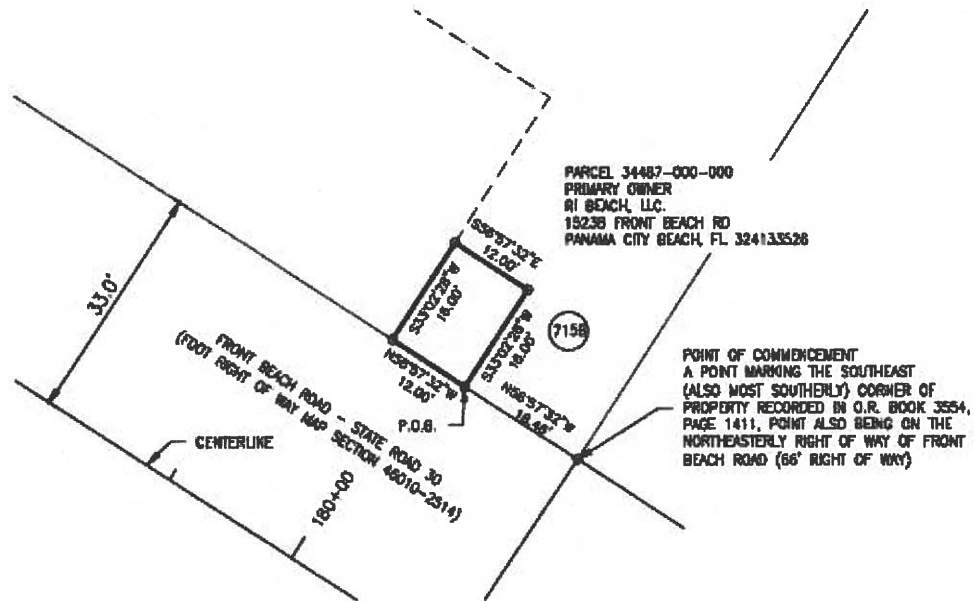 PARCEL 34487-000-000
PRIMARY OWNER
RI BEACH, LLC.
15238 FRONT BEACH RD
PANAMA CITY BEACH, FL 324133526
S56°57'32"E
12.00'
S33°02'28"W
16.00'
S33°02'28"W
16.00'
N56°57'32"W
12.00'
N56°57'32"W
7158
P.O.B.
33.0'
FRONT BEACH ROAD - STATE ROAD 30
(FDOT RIGHT OF WAY MAP SECTION 46010-2514)
CENTERLINE
180+00
POINT OF COMMENCEMENT
A POINT MARKING THE SOUTHEAST
(ALSO MOST SOUTHERLY) CORNER OF
PROPERTY RECORDED IN O.R. BOOK 3554,
PAGE 1411, POINT ALSO BEING ON THE
NORTHEASTERLY RIGHT OF WAY OF FRONT
BEACH ROAD (66' RIGHT OF WAY)